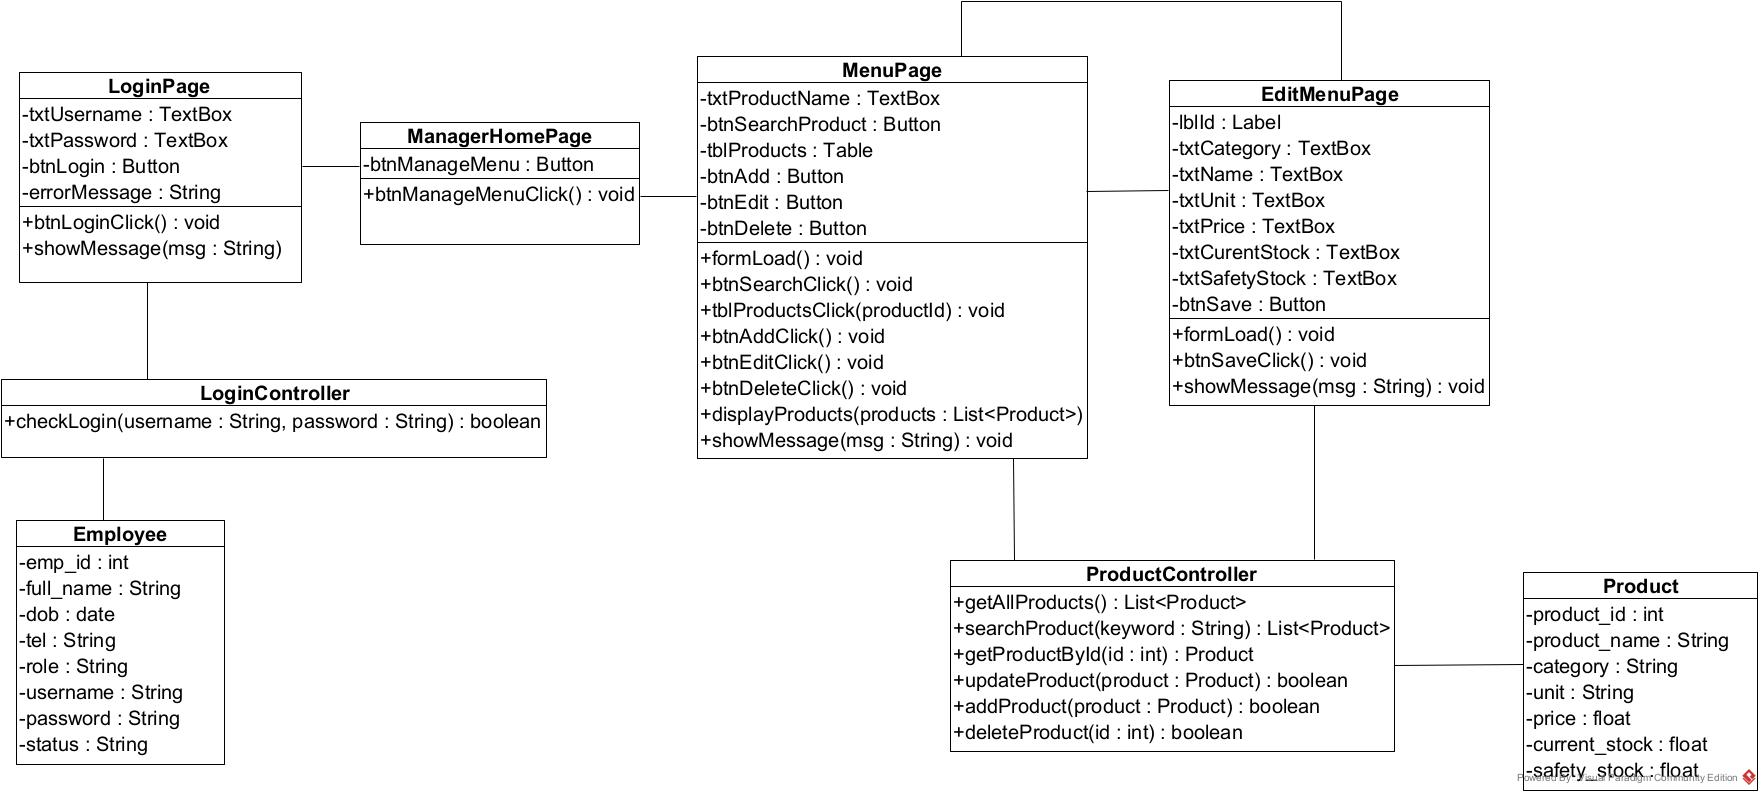 LoginPage
-txtUsername : TextBox
-txtPassword : TextBox
-btnLogin : Button
-errorMessage : String
+btnLoginClick() : void
+showMessage(msg : String)
ManagerHomePage
-btnManageMenu : Button
+btnManageMenuClick() : void
MenuPage
-txtProductName : TextBox
-btnSearchProduct : Button
-tblProducts : Table
-btnAdd : Button
-btnEdit : Button
-btnDelete : Button
+formLoad() : void
+btnSearchClick() : void
+tblProductsClick(productId) : void
+btnAddClick() : void
+btnEditClick() : void
+btnDeleteClick() : void
+displayProducts(products : List<Product>)
+showMessage(msg : String) : void
EditMenuPage
-lblId : Label
-txtCategory : TextBox
-txtName : TextBox
-txtUnit : TextBox
-txtPrice : TextBox
-txtCurentStock : TextBox
-txtSafetyStock : TextBox
-btnSave : Button
+formLoad() : void
+btnSaveClick() : void
+showMessage(msg : String) : void
LoginController
+checkLogin(username : String, password : String) : boolean
Employee
-emp_id : int
-full_name : String
-dob : date
-tel : String
-role : String
-username : String
-password : String
-status : String
ProductController
+getAllProducts() : List<Product>
+searchProduct(keyword : String) : List<Product>
+getProductById(id : int) : Product
+updateProduct(product : Product) : boolean
+addProduct(product : Product) : boolean
+deleteProduct(id : int) : boolean
Product
-product_id : int
-product_name : String
-category : String
-unit : String
-price : float
-current_stock : float
-safety_stock : float
Powered By Visual Paradigm Community Edition